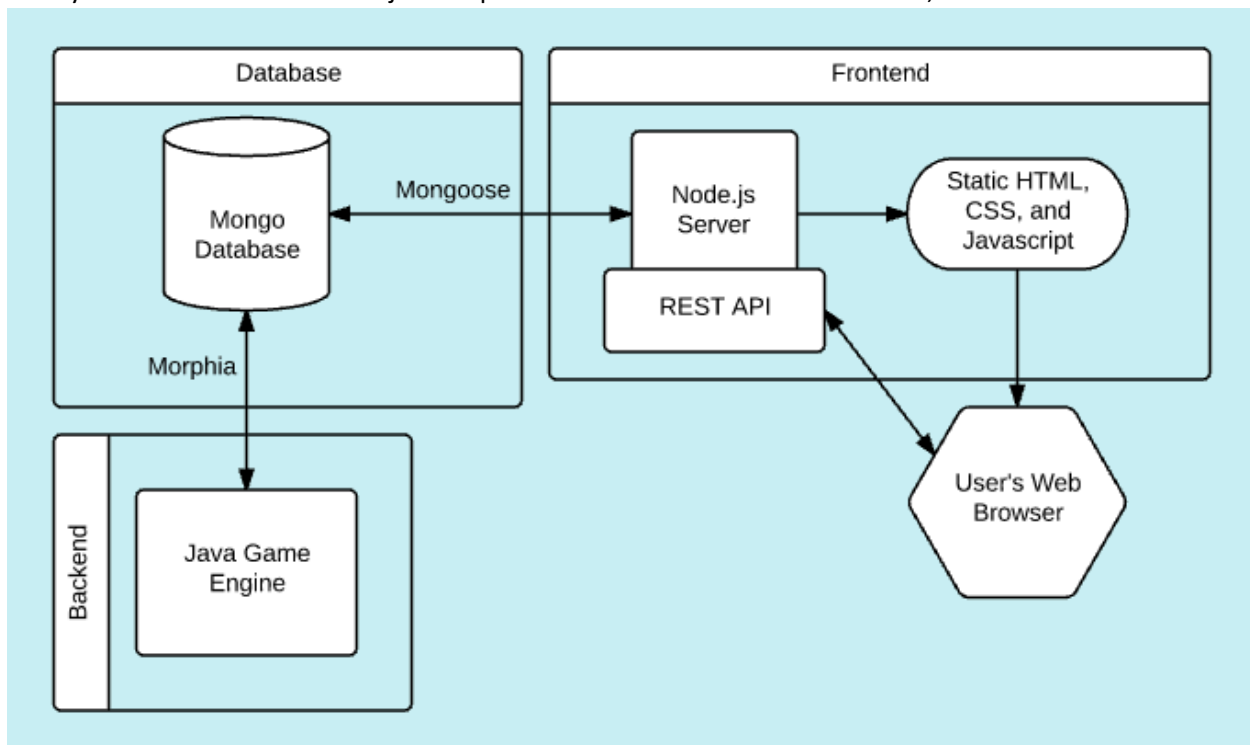 Database
Frontend
Mongo
Database
Mongoose
Node.js
Server
REST API
Static HTML,
CSS, and
Javascript
Morphia
User's Web
Browser
Backend
Java Game
Engine